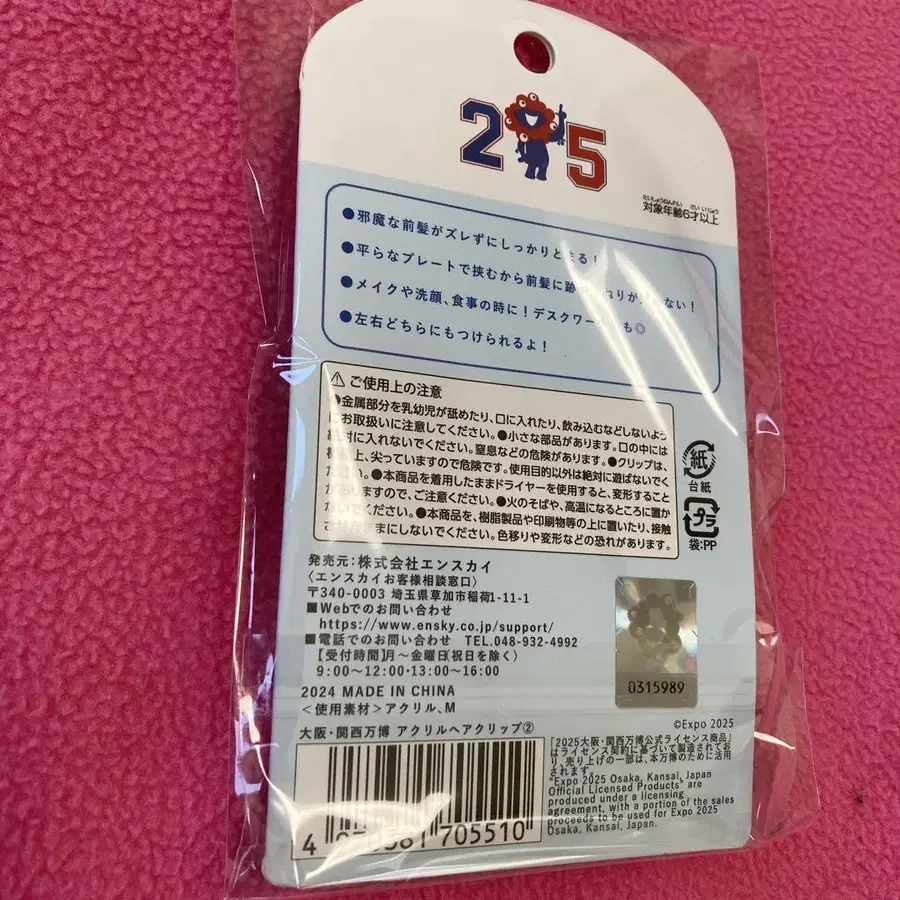 2 5
たいしょうねんれい さい いじょう
対象年齢6才以上
●邪魔な前髪がズレずにしっかりと
●平らなプレートで挟むから前髪に跡 ない!
●メイクや洗顔、食事の時に!デスクワー も◎
●左右どちらにもつけられるよ!
⚠ ご使用上の注意
●金属部分を乳幼児が舐めたり、口に入れたり、飲み込むなどしないよう
にお取扱いに注意してください。●小さな部品があります。口の中には
絶対に入れないでください。窒息などの危険があります。●クリップは、
上、尖っていますので危険です。使用目的以外は絶対に遊ばないでく
ださい。●本商品を着用したままドライヤーを使用すると、変形すること
がありますので、ご注意ください。●火のそばや、高温になるところに置か
ないでください。●本商品を、樹脂製品や印刷物等の上に置いたり、接触
ままにしないでください。色移りや変形などの恐れがあります。
紙
台紙
プラ
袋:PP
発売元:株式会社エンスカイ
〈エンスカイお客様相談窓口〉
〒340-0003 埼玉県草加市稲荷1-11-1
■Webでのお問い合わせ
https://www.ensky.co.jp/support/
■電話でのお問い合わせ TEL.048-932-4992
【受付時間】月～金曜日(祝日を除く)
9:00～12:00・13:00～16:00
2024 MADE IN CHINA
＜使用素材＞アクリル、M
大阪・関西万博 アクリルヘアクリップ②
0315989
©Expo 2025
「2025大阪・関西万博公式ライセンス商品」
はライセンス契約に基づいて製造されてお
り、売り上げの一部は、本万博のために活用
されます。
"Expo 2025 Osaka, Kansai, Japan
Official Licensed Products" are
produced under a licensing
agreement, with a portion of the sales
proceeds to be used for Expo 2025
Osaka, Kansai, Japan.
4 705510